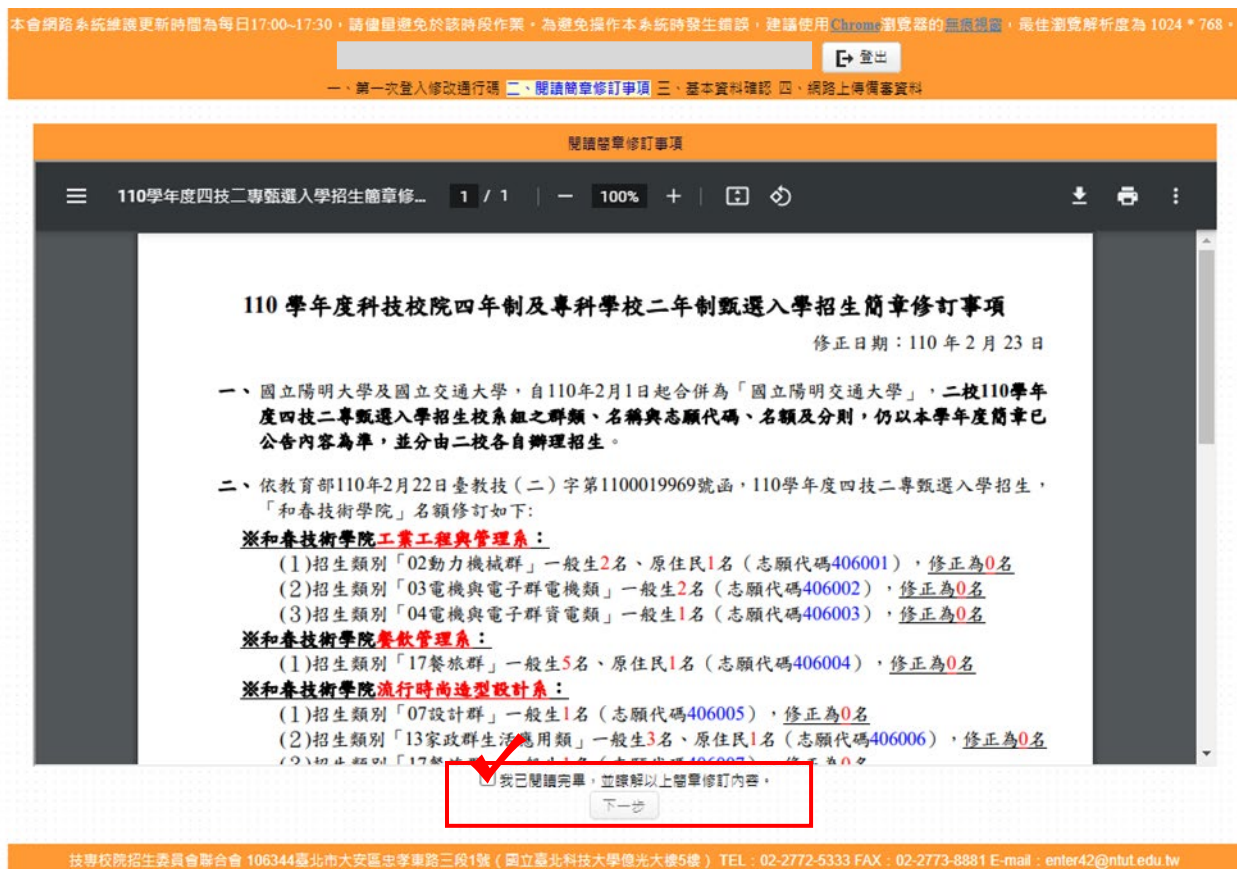 本會網路系統維護更新時間為每日17:00~17:30，請儘量避免於該時段作業。為避免操作本系統時發生錯誤，建議使用Chrome瀏覽器的無痕視窗，最佳瀏覽解析度為 1024 * 768。
登出
一、第一次登入修改通行碼 二、閱讀簡章修訂事項 三、基本資料確認 四、網路上傳備審資料
閱讀簡章修訂事項
110學年度四技二專甄選入學招生簡章修... 1 / 1 100%
110 學年度科技校院四年制及專科學校二年制甄選入學招生簡章修訂事項
修正日期：110 年 2 月 23 日
一、國立陽明大學及國立交通大學，自110年2月1日起合併為「國立陽明交通大學」，二校110學年
度四技二專甄選入學招生校系組之群類、名稱與志願代碼、名額及分則，仍以本學年度簡章已
公告內容為準，並分由二校各自辦理招生。
二、依教育部110年2月22日臺教技（二）字第1100019969號函，110學年度四技二專甄選入學招生，
「和春技術學院」名額修訂如下:
※和春技術學院工業工程與管理系：
(1)招生類別「02動力機械群」一般生2名、原住民1名（志願代碼406001），修正為0名
(2)招生類別「03電機與電子群電機類」一般生2名（志願代碼406002），修正為0名
(3)招生類別「04電機與電子群資電類」一般生1名（志願代碼406003），修正為0名
※和春技術學院餐飲管理系：
(1)招生類別「17餐旅群」一般生5名、原住民1名（志願代碼406004），修正為0名
※和春技術學院流行時尚造型設計系：
(1)招生類別「07設計群」一般生1名（志願代碼406005），修正為0名
(2)招生類別「13家政群生活應用類」一般生3名、原住民1名（志願代碼406006），修正為0名
我已閱讀完畢，並瞭解以上簡章修訂內容。
下一步
技專校院招生委員會聯合會 106344臺北市大安區忠孝東路三段1號（國立臺北科技大學億光大樓5樓） TEL：02-2772-5333 FAX：02-2773-8881 E-mail：enter42@ntut.edu.tw